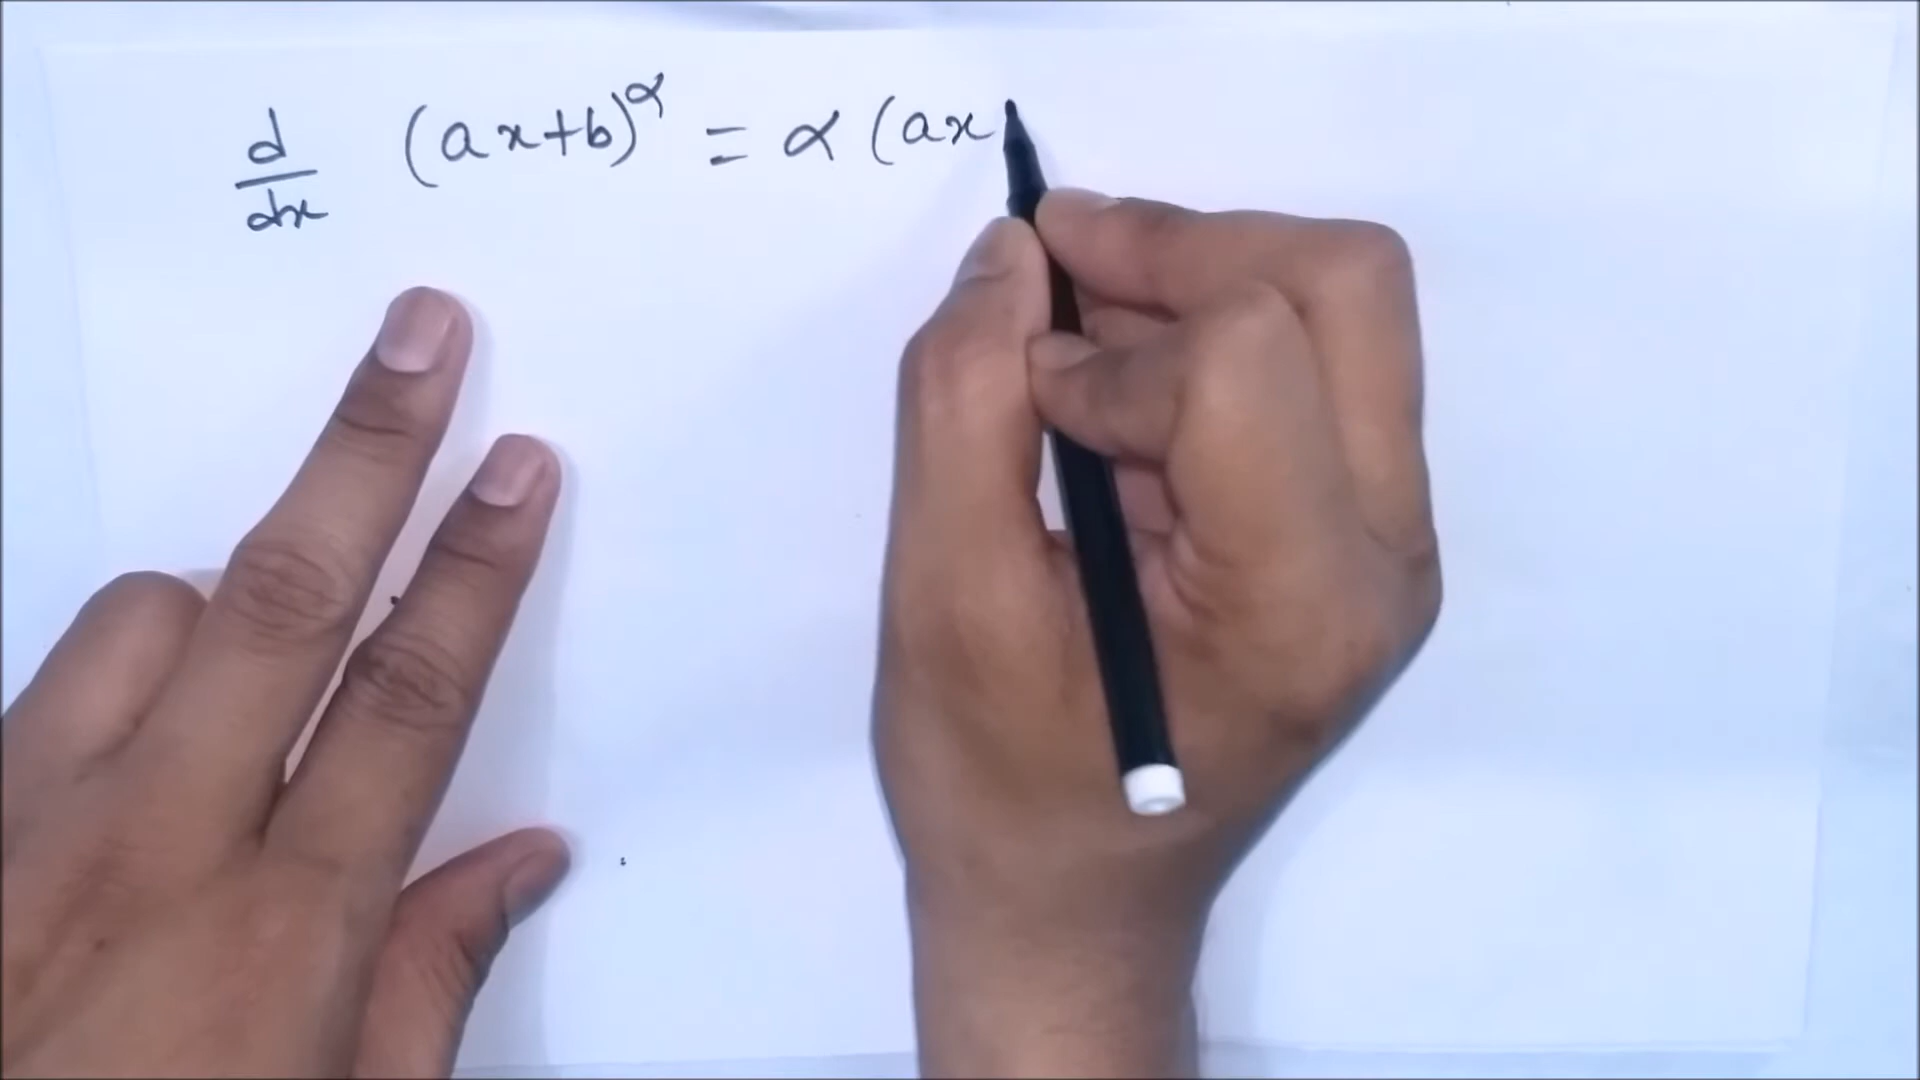 d/dx (ax+b)^α = α (ax